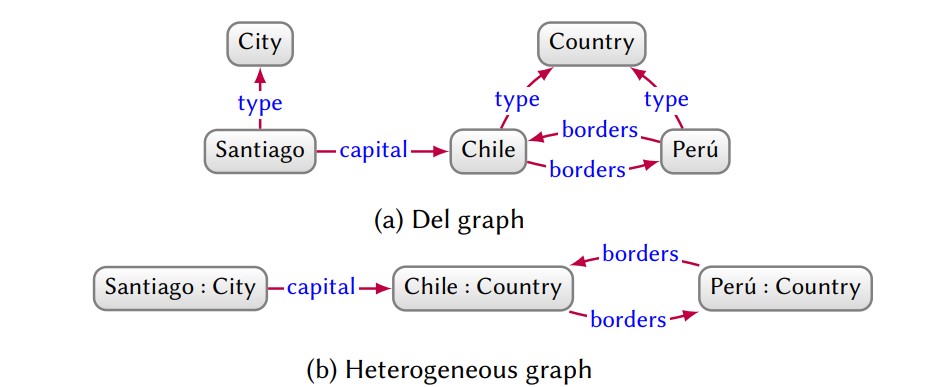 City Country
type type type
borders
Santiago capital Chile Perú
borders
(a) Del graph
borders
Santiago : City capital Chile : Country Perú : Country
borders
(b) Heterogeneous graph